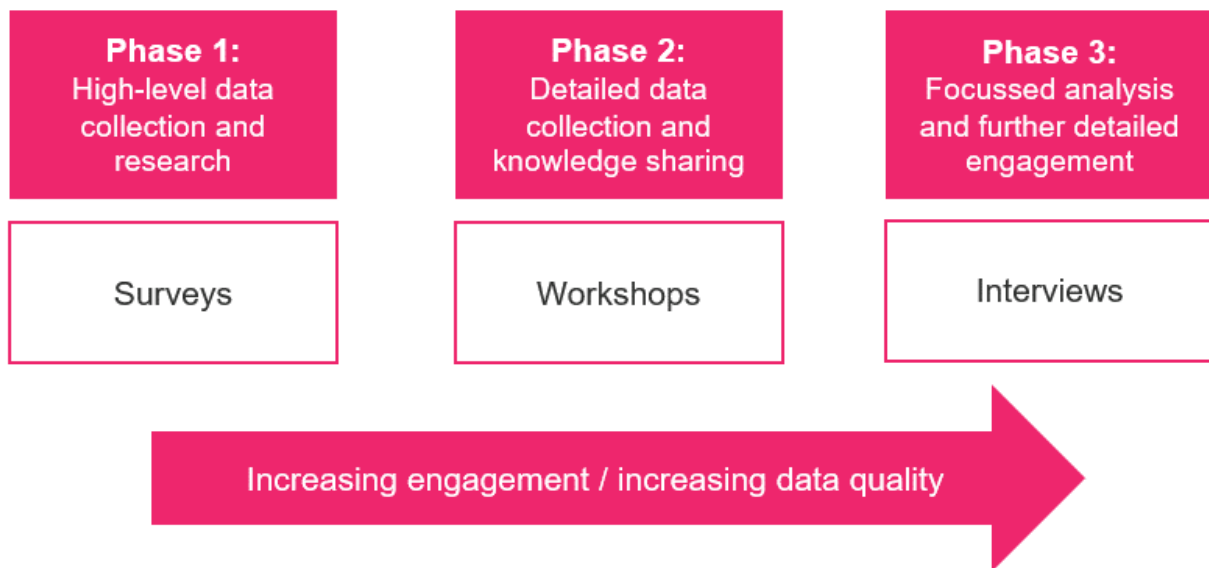 Phase 1:
High-level data
collection and
research
Phase 2:
Detailed data
collection and
knowledge sharing
Phase 3:
Focussed analysis
and further detailed
engagement
Surveys
Workshops
Interviews
Increasing engagement / increasing data quality